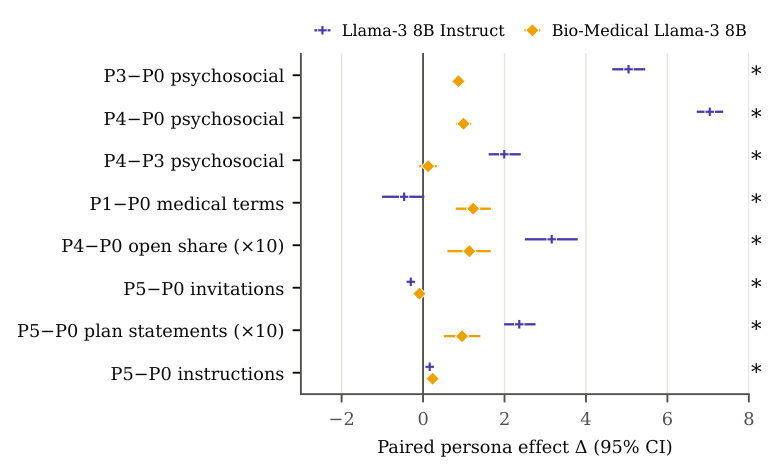 Llama-3 8B Instruct Bio-Medical Llama-3 8B
P3−P0 psychosocial *
P4−P0 psychosocial *
P4−P3 psychosocial *
P1−P0 medical terms *
P4−P0 open share (×10) *
P5−P0 invitations *
P5−P0 plan statements (×10) *
P5−P0 instructions *
−2 0 2 4 6 8
Paired persona effect Δ (95% CI)